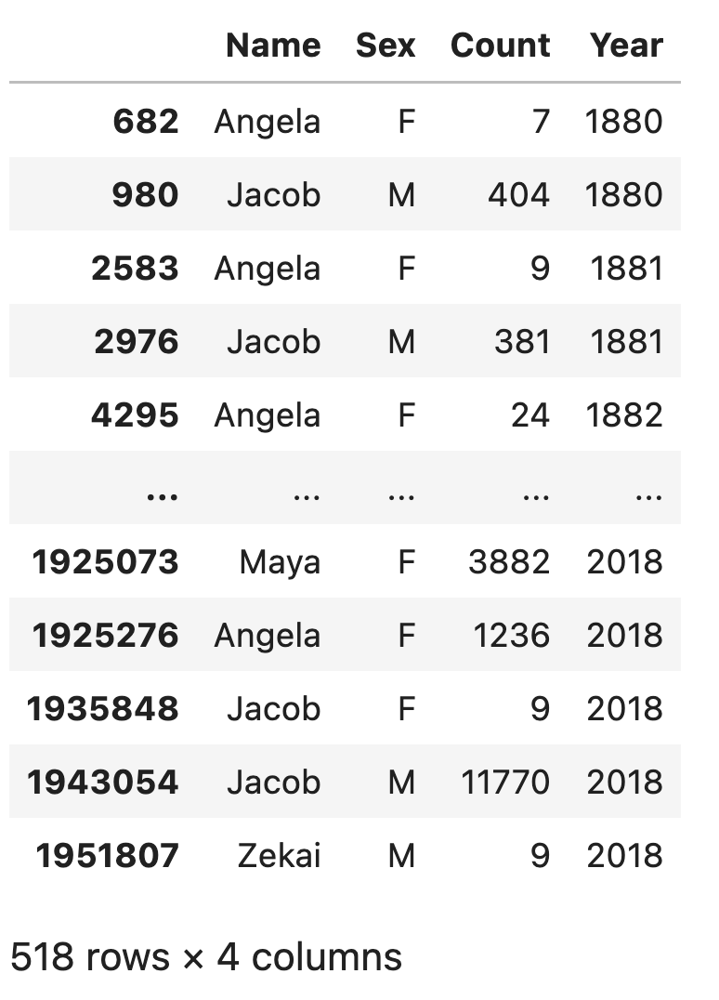 Name Sex Count Year
682 Angela F 7 1880
980 Jacob M 404 1880
2583 Angela F 9 1881
2976 Jacob M 381 1881
4295 Angela F 24 1882
... ... ... ... ...
1925073 Maya F 3882 2018
1925276 Angela F 1236 2018
1935848 Jacob F 9 2018
1943054 Jacob M 11770 2018
1951807 Zekai M 9 2018
518 rows × 4 columns